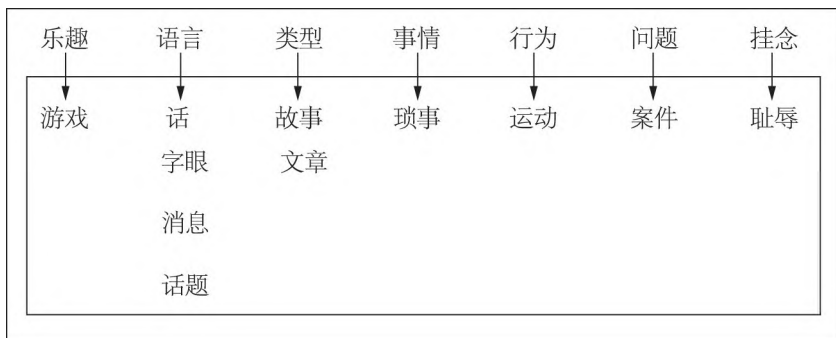 乐趣 语言 类型 事情 行为 问题 挂念
游戏 话 故事 琐事 运动 案件 耻辱
字眼 文章
消息
话题